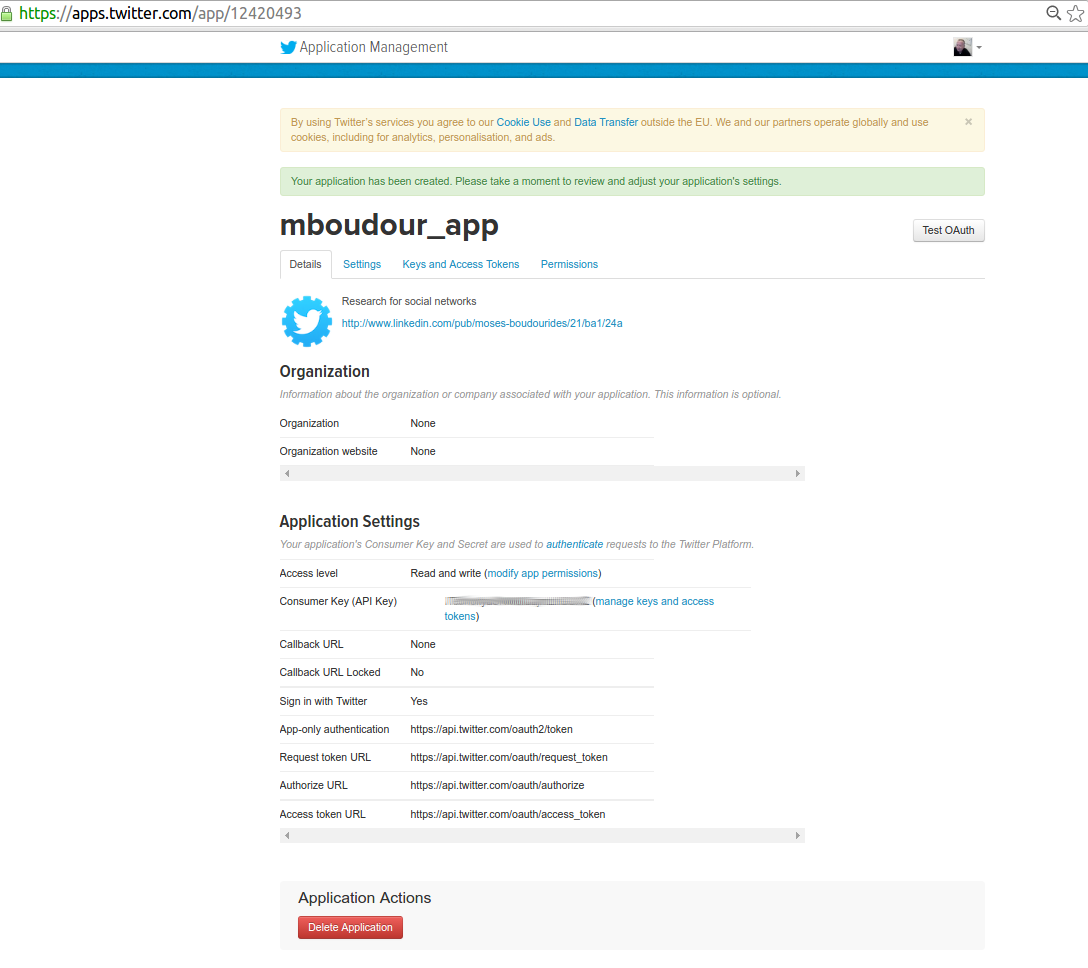 https://apps.twitter.com/app/12420493
Application Management
By using Twitter's services you agree to our Cookie Use and Data Transfer outside the EU. We and our partners operate globally and use
cookies, including for analytics, personalisation, and ads.
×
Your application has been created. Please take a moment to review and adjust your application's settings.
mboudour_app
Test OAuth
Details Settings Keys and Access Tokens Permissions
Research for social networks
http://www.linkedin.com/pub/moses-boudourides/21/ba1/24a
Organization
Information about the organization or company associated with your application. This information is optional.
Organization None
Organization website None
Application Settings
Your application's Consumer Key and Secret are used to authenticate requests to the Twitter Platform.
Access level Read and write (modify app permissions)
Consumer Key (API Key) (manage keys and access
tokens)
Callback URL None
Callback URL Locked No
Sign in with Twitter Yes
App-only authentication https://api.twitter.com/oauth2/token
Request token URL https://api.twitter.com/oauth/request_token
Authorize URL https://api.twitter.com/oauth/authorize
Access token URL https://api.twitter.com/oauth/access_token
Application Actions
Delete Application